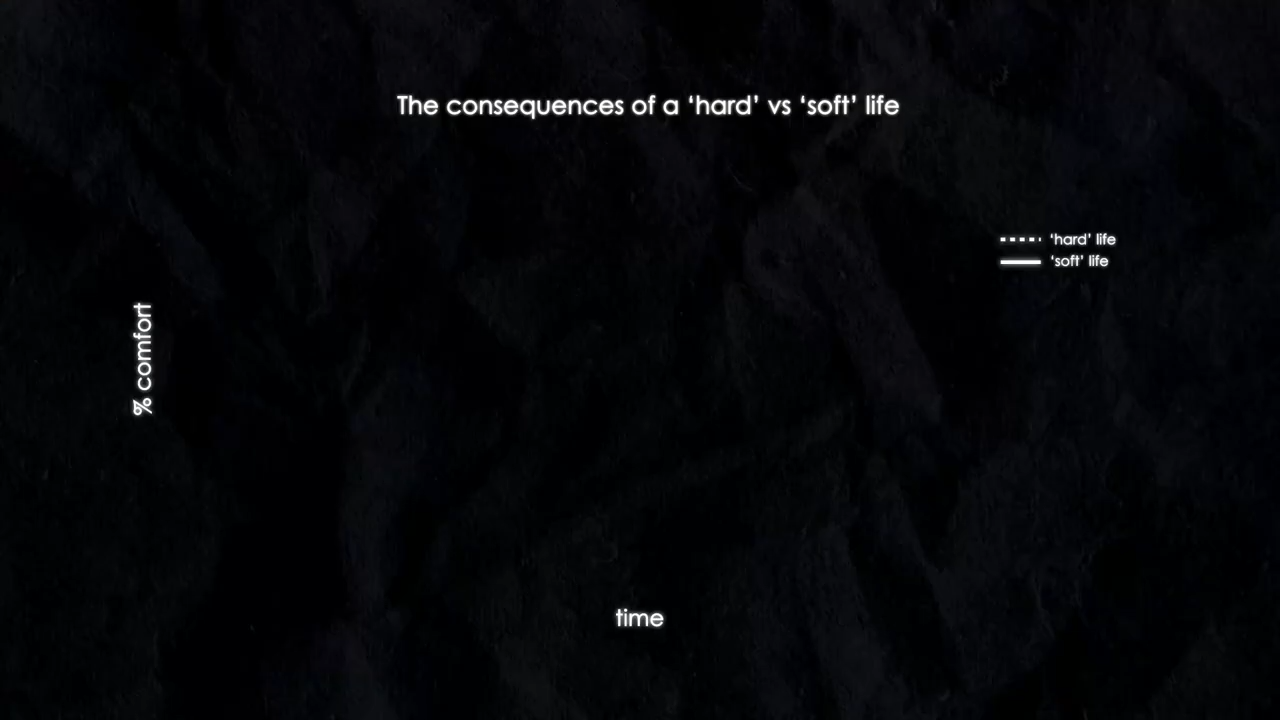 The consequences of a ‘hard’ vs ‘soft’ life
‘hard’ life
‘soft’ life
% comfort
time